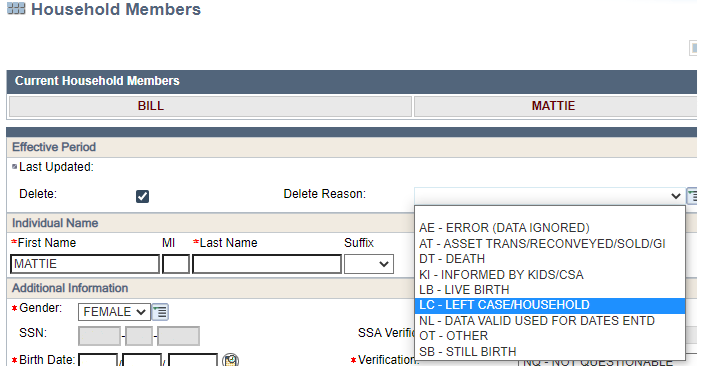 Household Members
Current Household Members
BILL MATTIE
Effective Period
Last Updated:
Delete: Delete Reason:
AE - ERROR (DATA IGNORED)
AT - ASSET TRANS/RECONVEYED/SOLD/GI
DT - DEATH
KI - INFORMED BY KIDS/CSA
LB - LIVE BIRTH
LC - LEFT CASE/HOUSEHOLD
NL - DATA VALID USED FOR DATES ENTD
OT - OTHER
SB - STILL BIRTH
Individual Name
*First Name MI *Last Name Suffix
MATTIE
Additional Information
*Gender: FEMALE
SSN: - - SSA Verific
*Birth Date: / / *Verification: NQ - NOT QUESTIONABLE